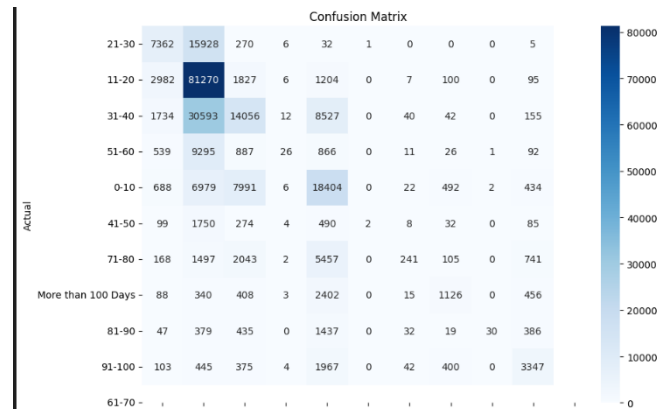 Confusion Matrix
21-30 7362 15928 270 6 32 1 0 0 0 5
11-20 2982 81270 1827 6 1204 0 7 100 0 95
31-40 1734 30593 14056 12 8527 0 40 42 0 155
51-60 539 9295 887 26 866 0 11 26 1 92
0-10 688 6979 7991 6 18404 0 22 492 2 434
41-50 99 1750 274 4 490 2 8 32 0 85
71-80 168 1497 2043 2 5457 0 241 105 0 741
More than 100 Days 88 340 408 3 2402 0 15 1126 0 456
81-90 47 379 435 0 1437 0 32 19 30 386
91-100 103 445 375 4 1967 0 42 400 0 3347
61-70
Actual
80000
70000
60000
50000
40000
30000
20000
10000
0